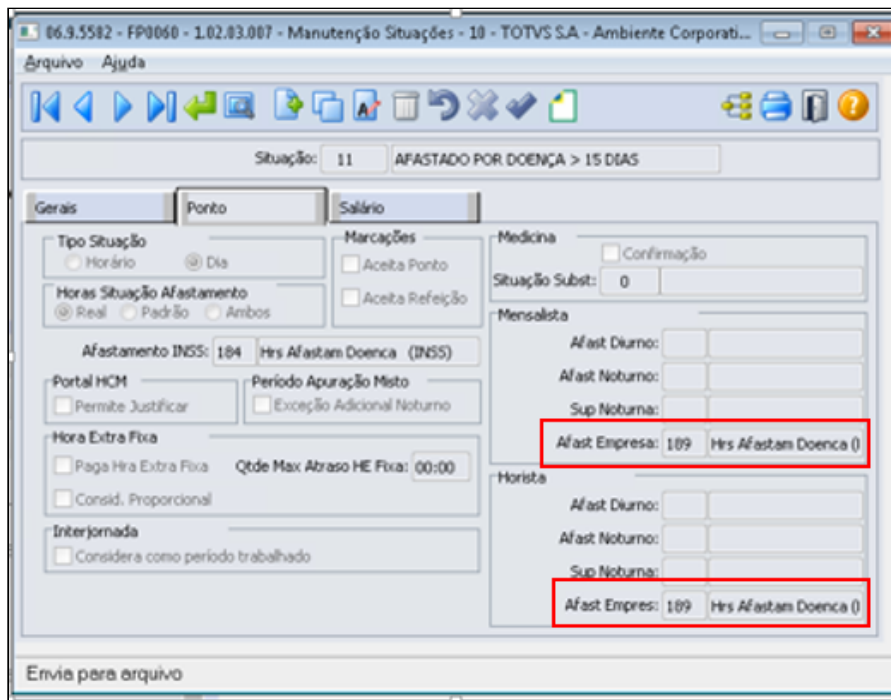 06.9.5582 - FP0060 - 1.02.03.007 - Manutenção Situações - 10 - TOTVS S.A - Ambiente Corporati...
Arquivo Ajuda
Situação: 11 AFASTADO POR DOENÇA > 15 DIAS
Gerais Ponto Salário
Tipo Situação
Horário Dia
Horas Situação Afastamento
Real Padrão Ambos
Marcações
Aceita Ponto
Aceita Refeição
Afastamento INSS: 184 Hrs Afastam Doenca (INSS)
Portal HCM
Permite Justificar
Período Apuração Misto
Exceção Adicional Noturno
Hora Extra Fixa
Paga Hra Extra Fixa Qtde Max Atraso HE Fixa: 00:00
Consid. Proporcional
Interjornada
Considera como período trabalhado
Medicina
Confirmação
Situação Subst: 0
Mensalista
Afast Diurno:
Afast Noturno:
Sup Noturna:
Afast Empresa: 189 Hrs Afastam Doenca (
Horista
Afast Diurno:
Afast Noturno:
Sup Noturna:
Afast Empres: 189 Hrs Afastam Doenca (
Envia para arquivo